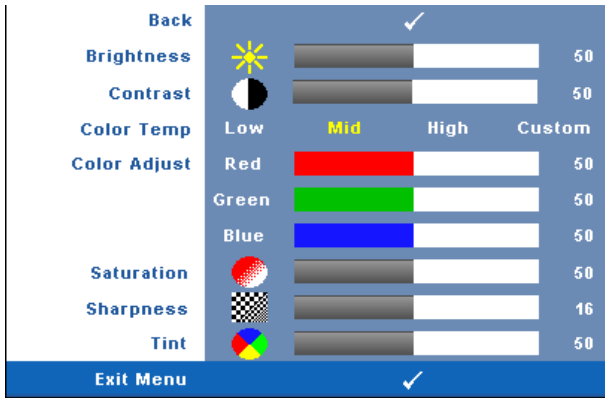 Back
Brightness 50
Contrast 50
Color Temp Low Mid High Custom
Color Adjust Red 50
Green 50
Blue 50
Saturation 50
Sharpness 16
Tint 50
Exit Menu